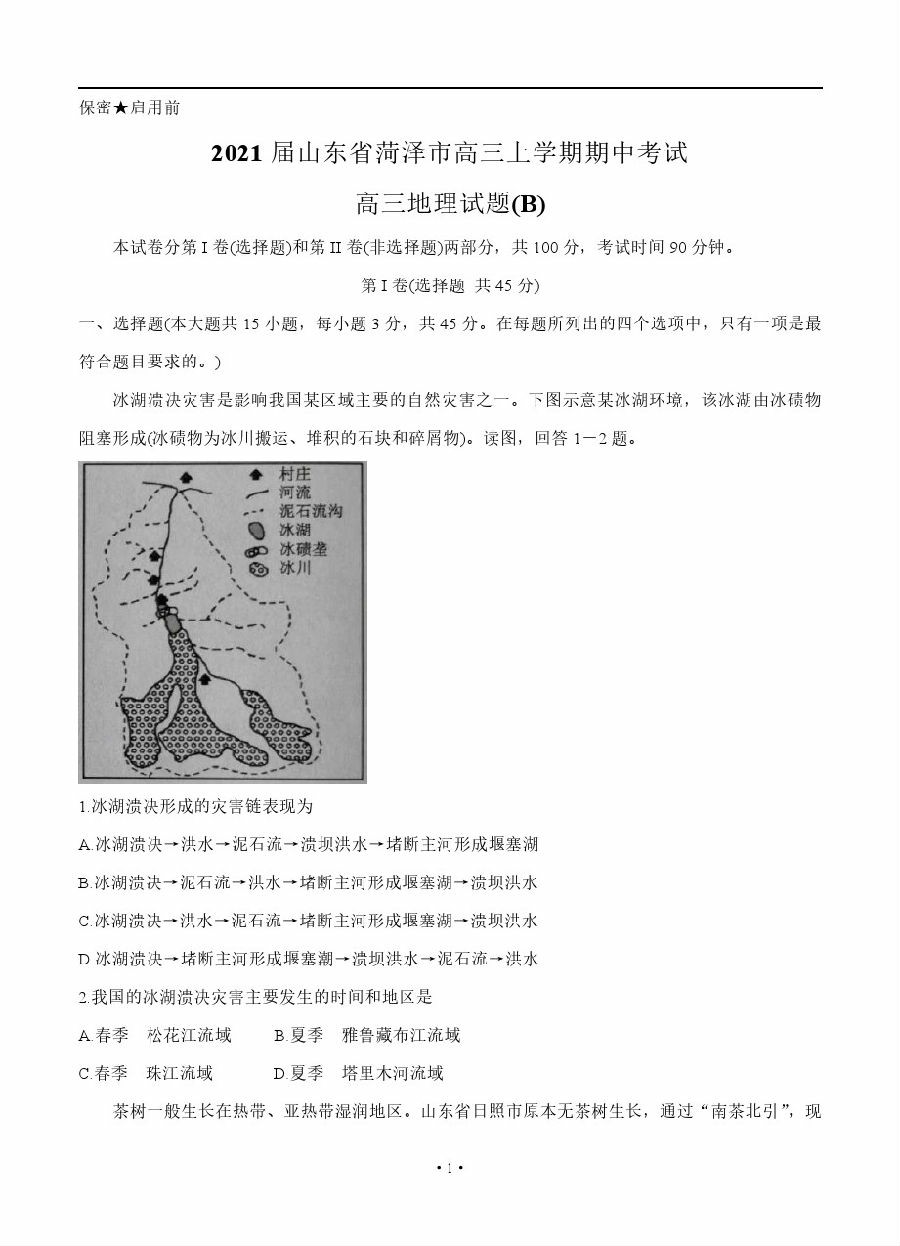 保密★启用前
2021 届山东省菏泽市高三上学期期中考试
高三地理试题(B)
本试卷分第 I 卷(选择题)和第 II 卷(非选择题)两部分，共 100 分，考试时间 90 分钟。
第 I 卷(选择题 共 45 分)
一、选择题(本大题共 15 小题，每小题 3 分，共 45 分。在每题所列出的四个选项中，只有一项是最
符合题目要求的。)
冰湖溃决灾害是影响我国某区域主要的自然灾害之一。下图示意某冰湖环境，该冰湖由冰碛物
阻塞形成(冰碛物为冰川搬运、堆积的石块和碎屑物)。读图，回答 1－2 题。
村庄
河流
泥石流沟
冰湖
冰碛垄
冰川
1.冰湖溃决形成的灾害链表现为
A.冰湖溃决→洪水→泥石流→溃坝洪水→堵断主河形成堰塞湖
B.冰湖溃决→泥石流→洪水→堵断主河形成堰塞湖→溃坝洪水
C.冰湖溃决→洪水→泥石流→堵断主河形成堰塞湖→溃坝洪水
D 冰湖溃决→堵断主河形成堰塞潮→溃坝洪水→泥石流→洪水
2.我国的冰湖溃决灾害主要发生的时间和地区是
A.春季 松花江流域 B.夏季 雅鲁藏布江流域
C.春季 珠江流域 D.夏季 塔里木河流域
茶树一般生长在热带、亚热带湿润地区。山东省日照市原本无茶树生长，通过“南茶北引”，现
·1·